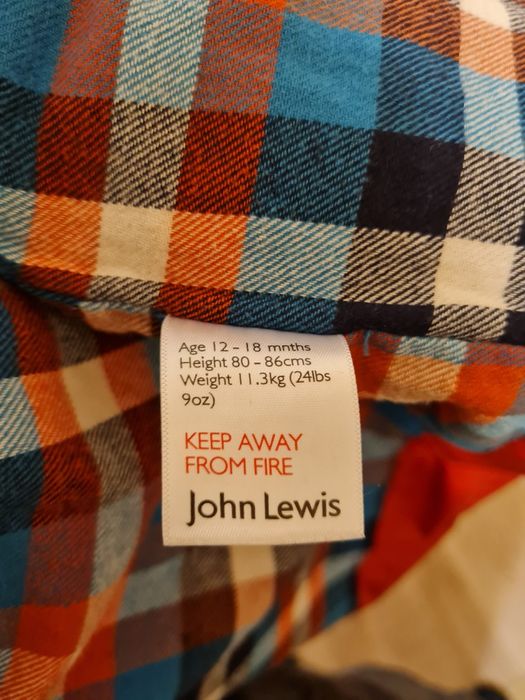 Age 12 - 18 mnths
Height 80 - 86cms
Weight 11.3kg (24lbs
9oz)
KEEP AWAY
FROM FIRE
John Lewis